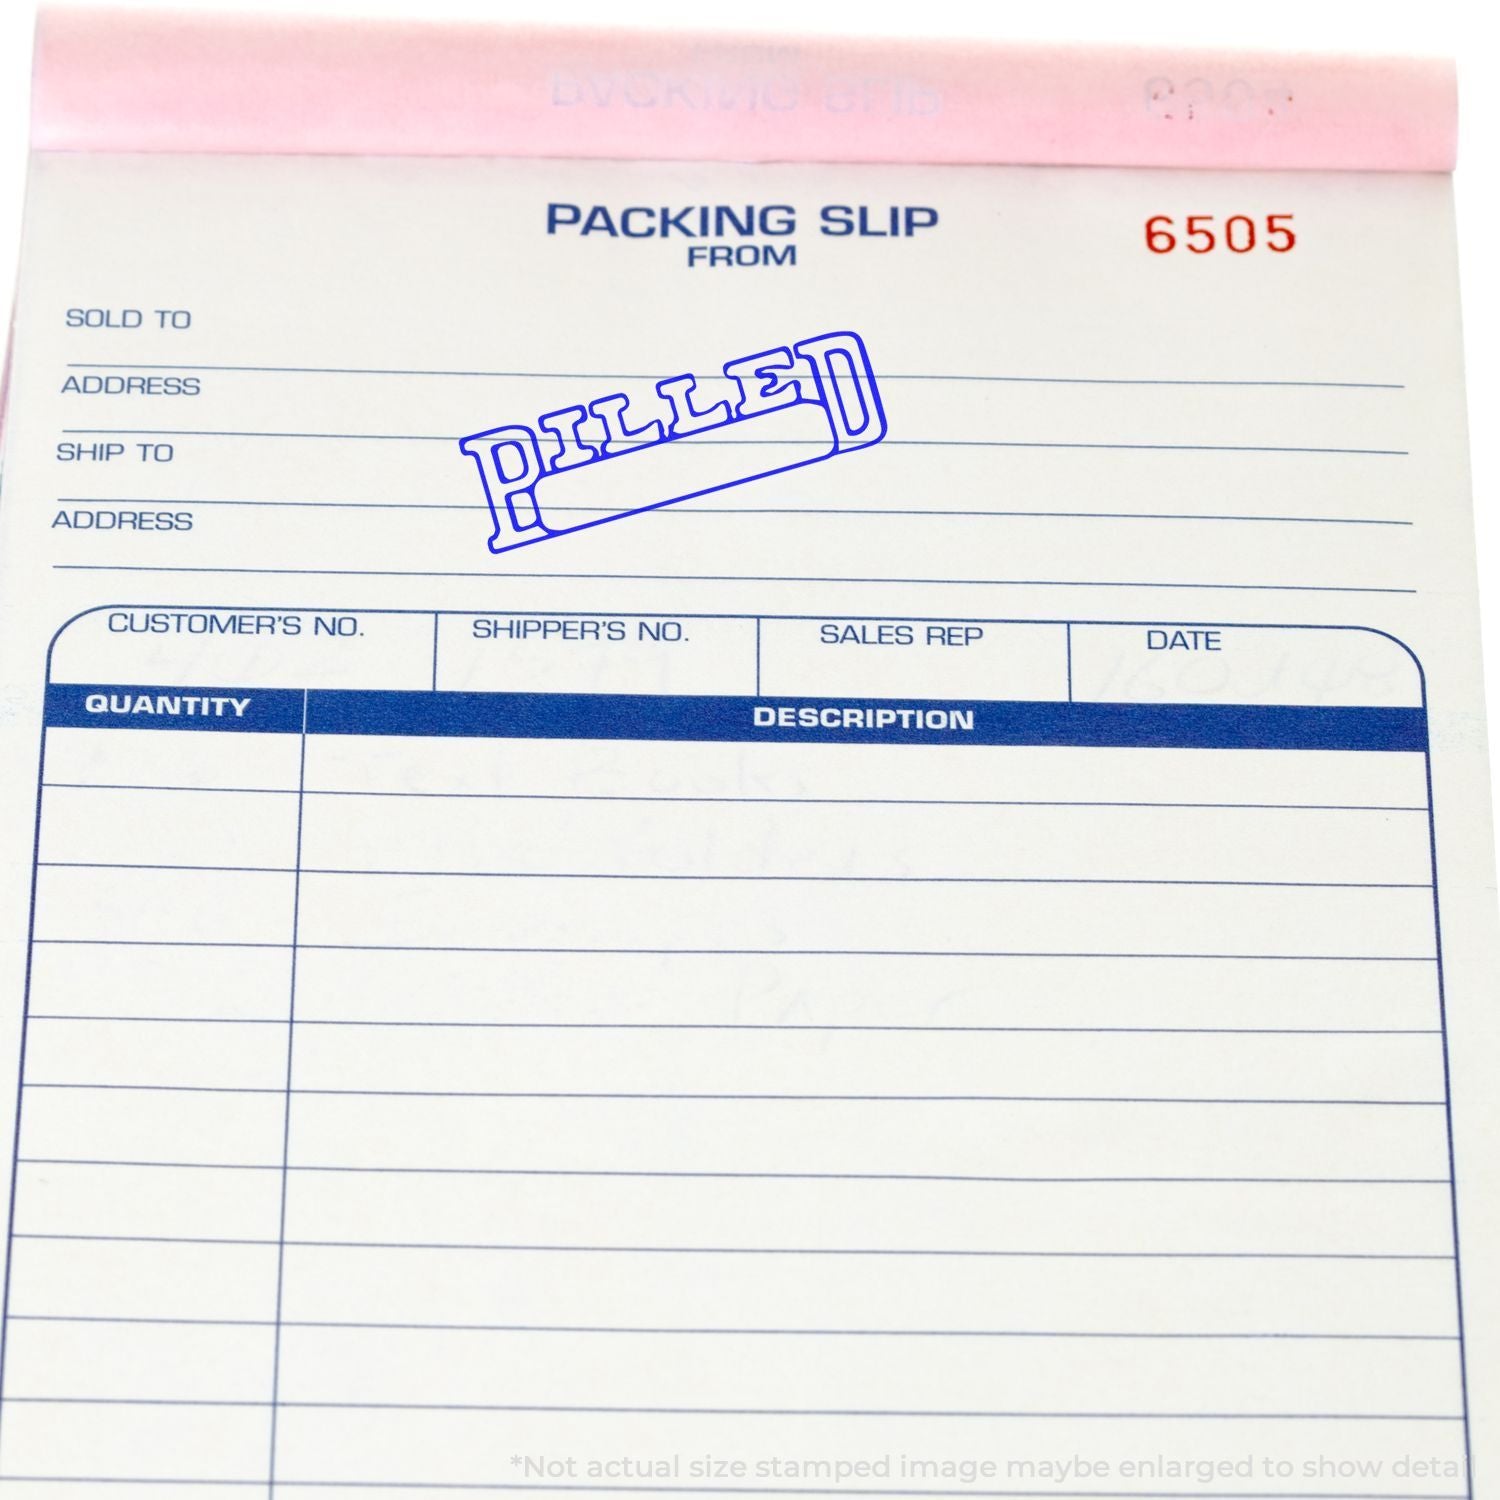 PACKING SLIP
FROM
6505
SOLD TO
ADDRESS
SHIP TO
ADDRESS
BILLED
CUSTOMER'S NO. SHIPPER'S NO. SALES REP DATE
QUANTITY DESCRIPTION
*Not actual size stamped image maybe enlarged to show detail